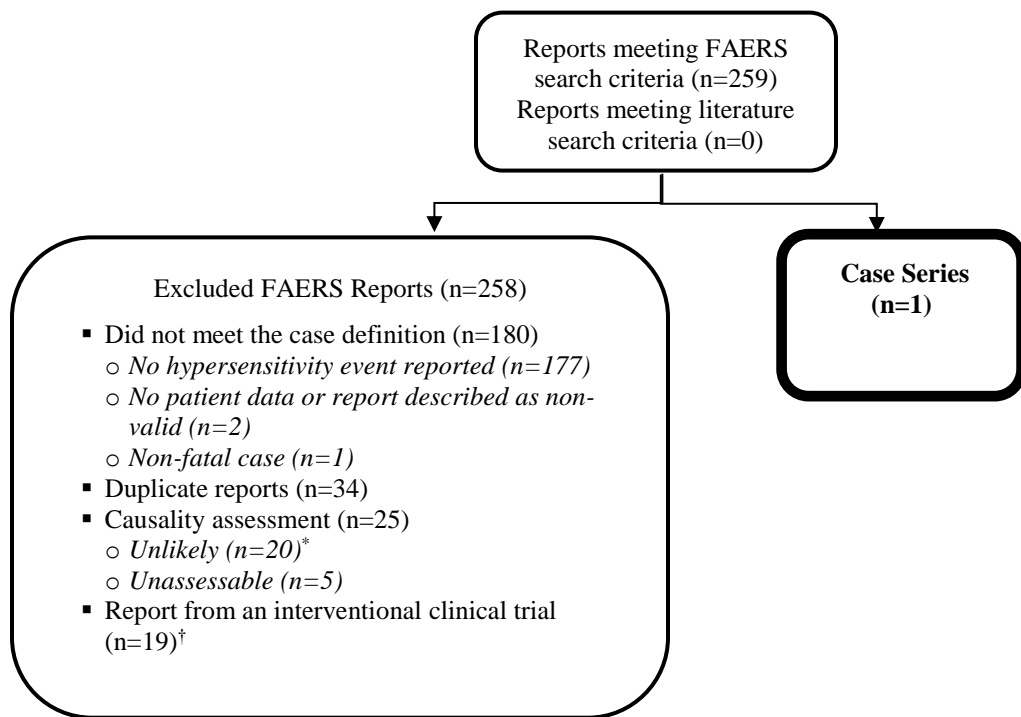 Reports meeting FAERS
search criteria (n=259)
Reports meeting literature
search criteria (n=0)
Excluded FAERS Reports (n=258)
▪ Did not meet the case definition (n=180)
o No hypersensitivity event reported (n=177)
o No patient data or report described as non-
valid (n=2)
o Non-fatal case (n=1)
▪ Duplicate reports (n=34)
▪ Causality assessment (n=25)
o Unlikely (n=20)*
o Unassessable (n=5)
▪ Report from an interventional clinical trial
(n=19)†
Case Series
(n=1)